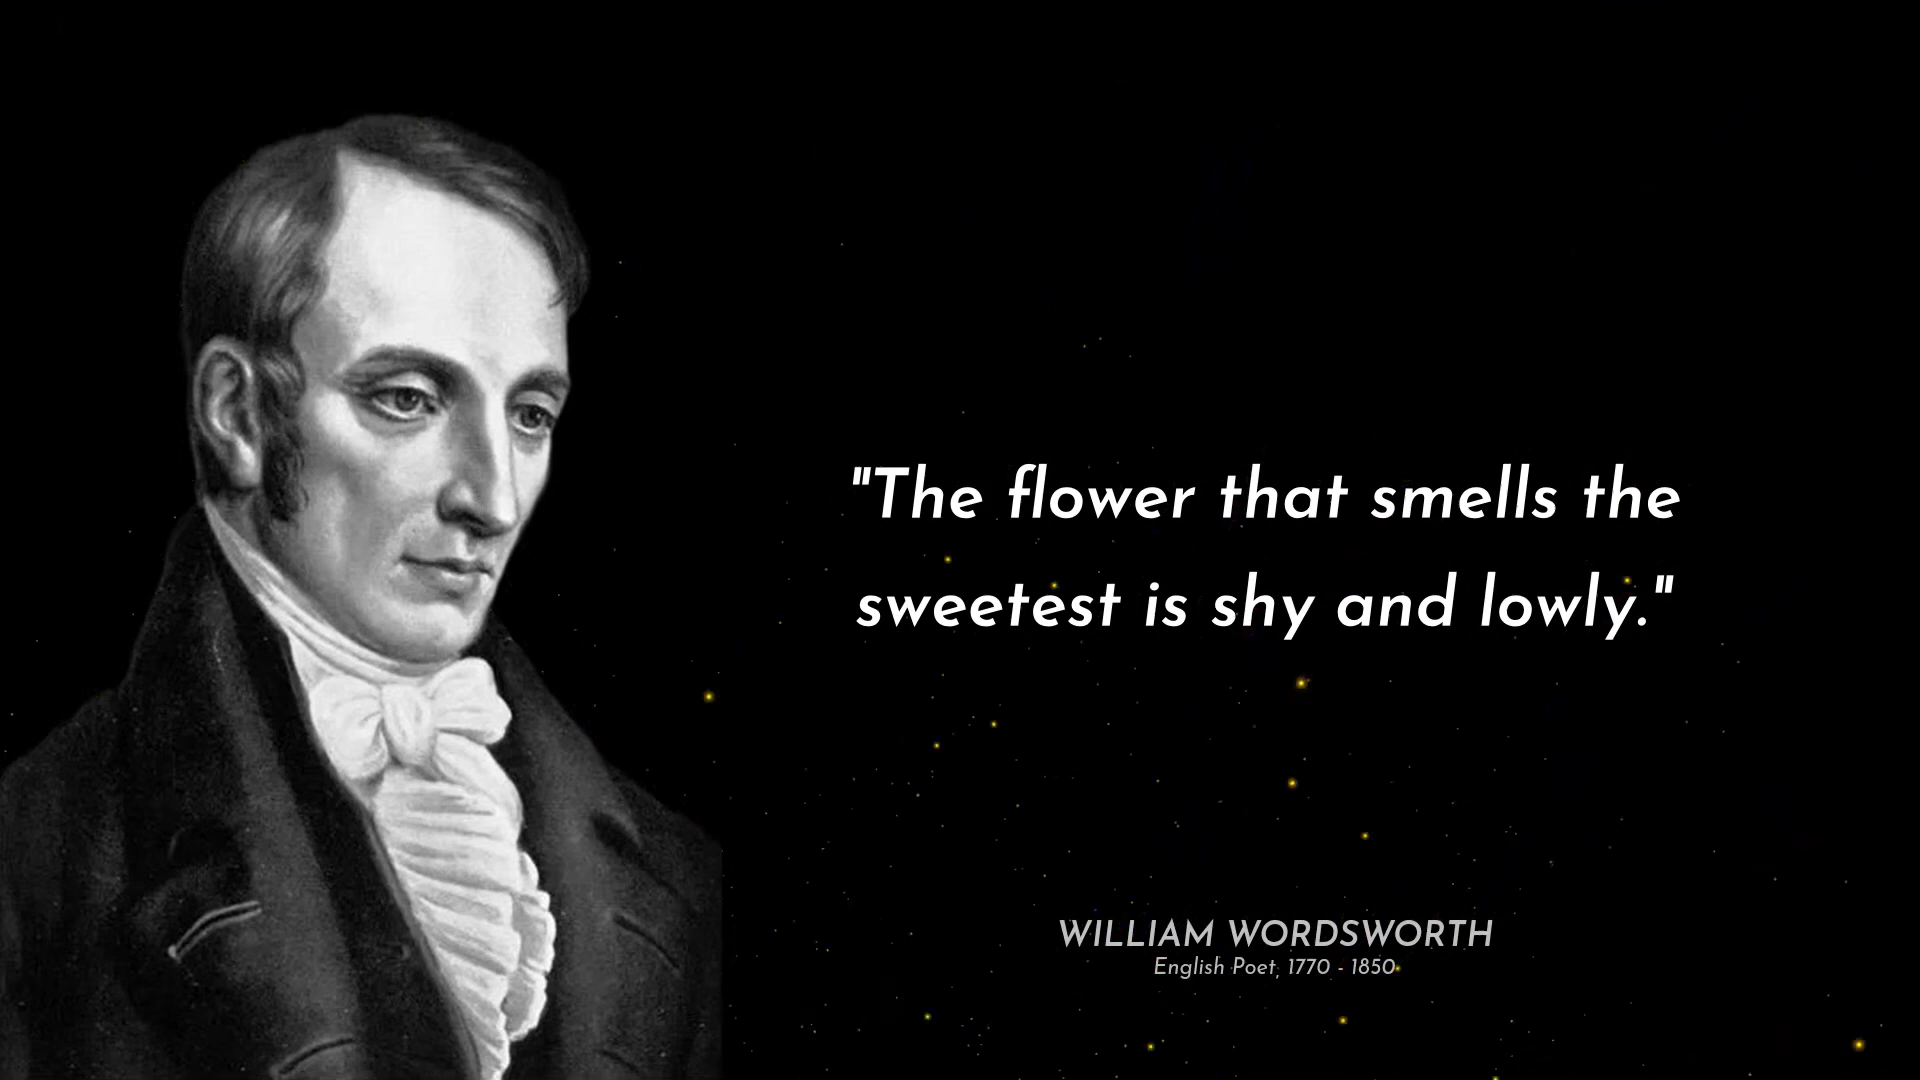 "The flower that smells the
sweetest is shy and lowly."
WILLIAM WORDSWORTH
English Poet, 1770 - 1850